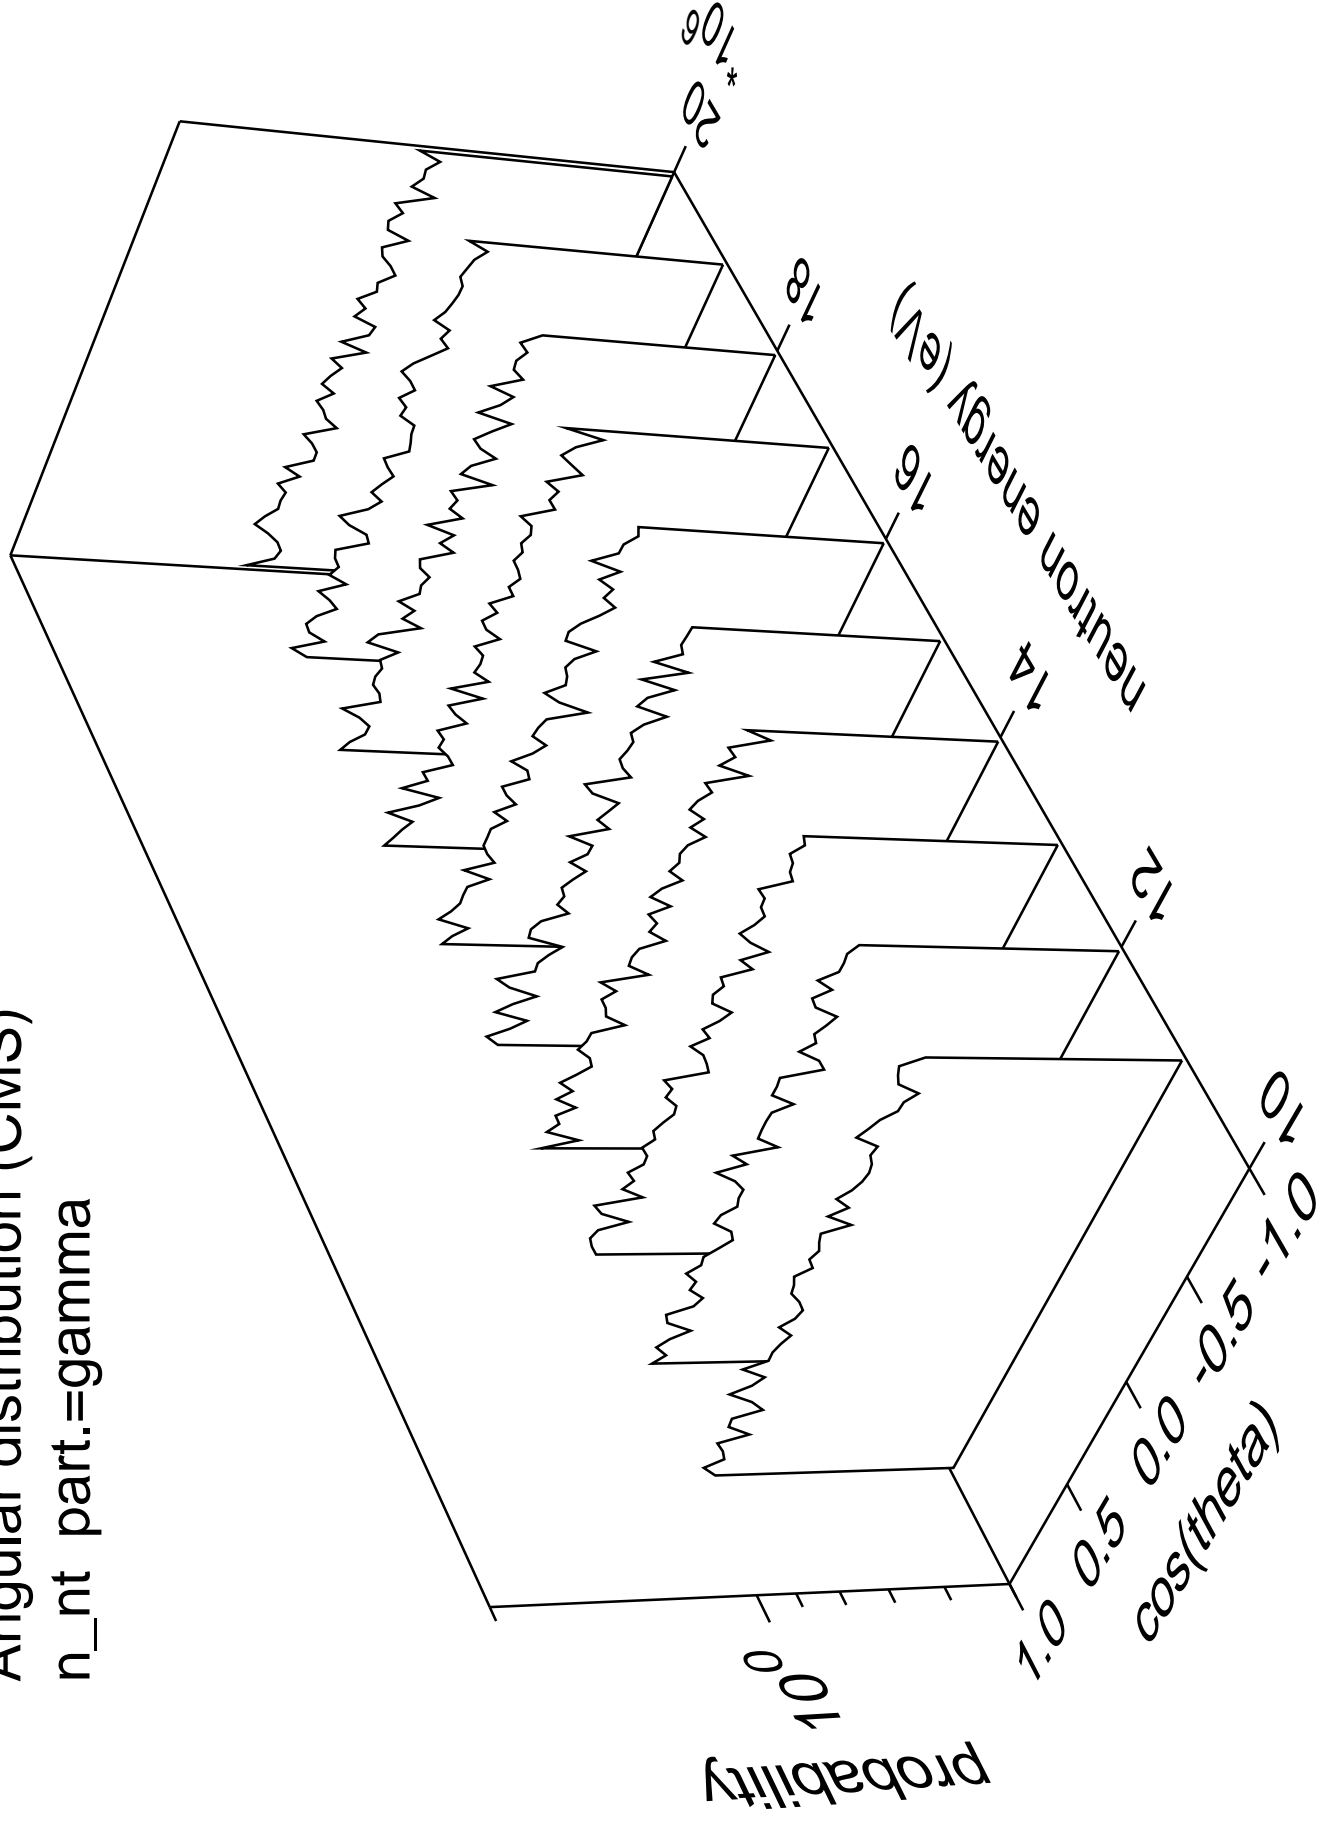 Angular distribution (CMS)
n_nt part.=gamma
probability
10 0
1.0 0.5 0.0 -0.5 -1.0
cos(theta)
10 12 14 16 18 20
* 10 6
neutron energy (eV)